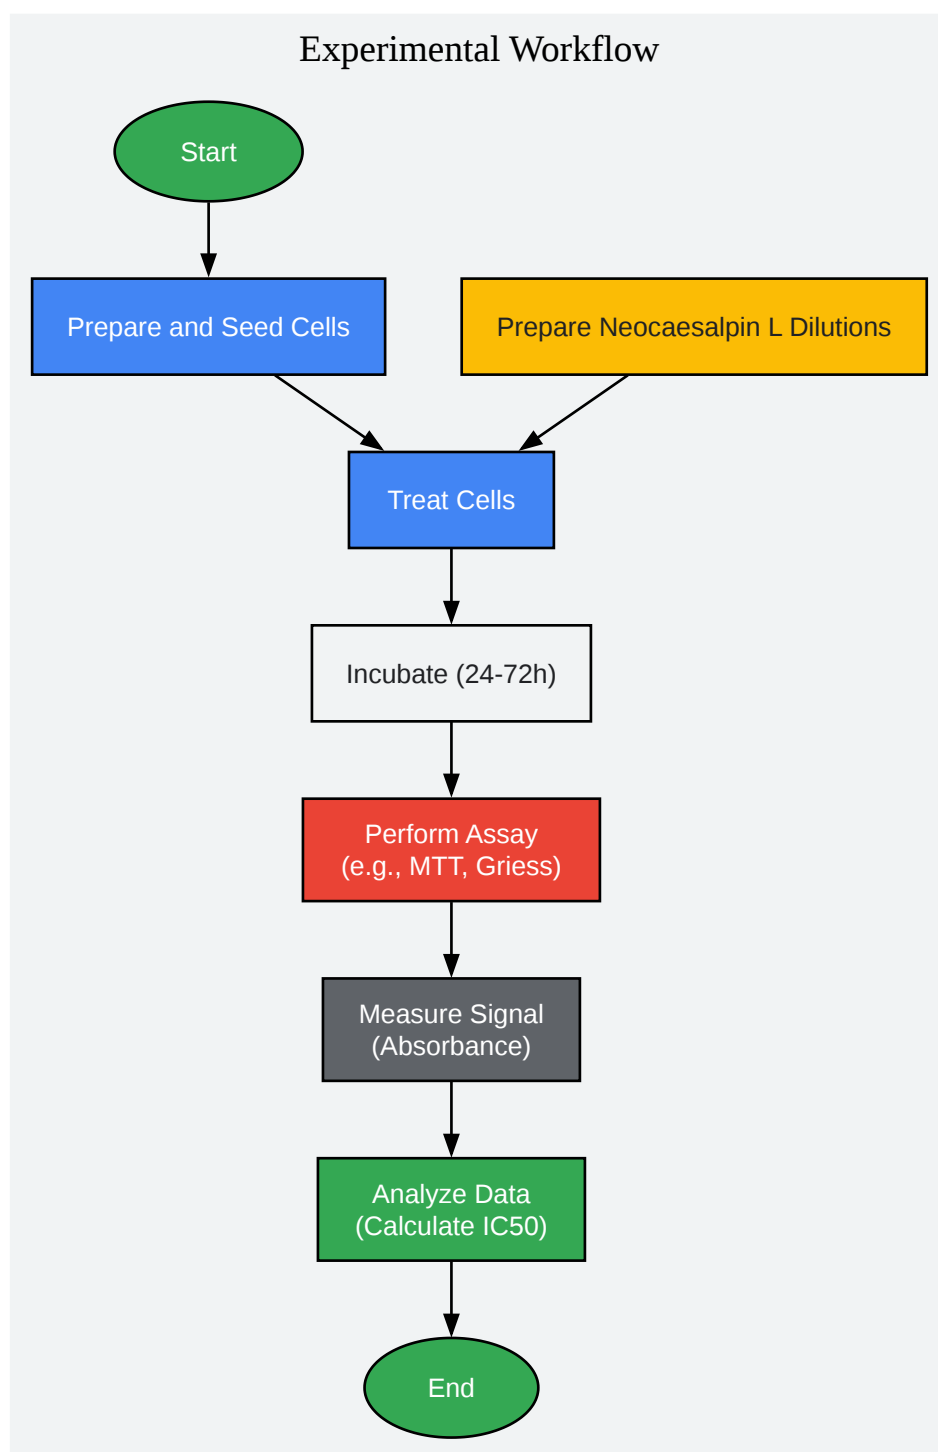 Experimental Workflow
Start
Prepare and Seed Cells
Prepare Neocaesalpin L Dilutions
Treat Cells
Incubate (24-72h)
Perform Assay
(e.g., MTT, Griess)
Measure Signal
(Absorbance)
Analyze Data
(Calculate IC50)
End